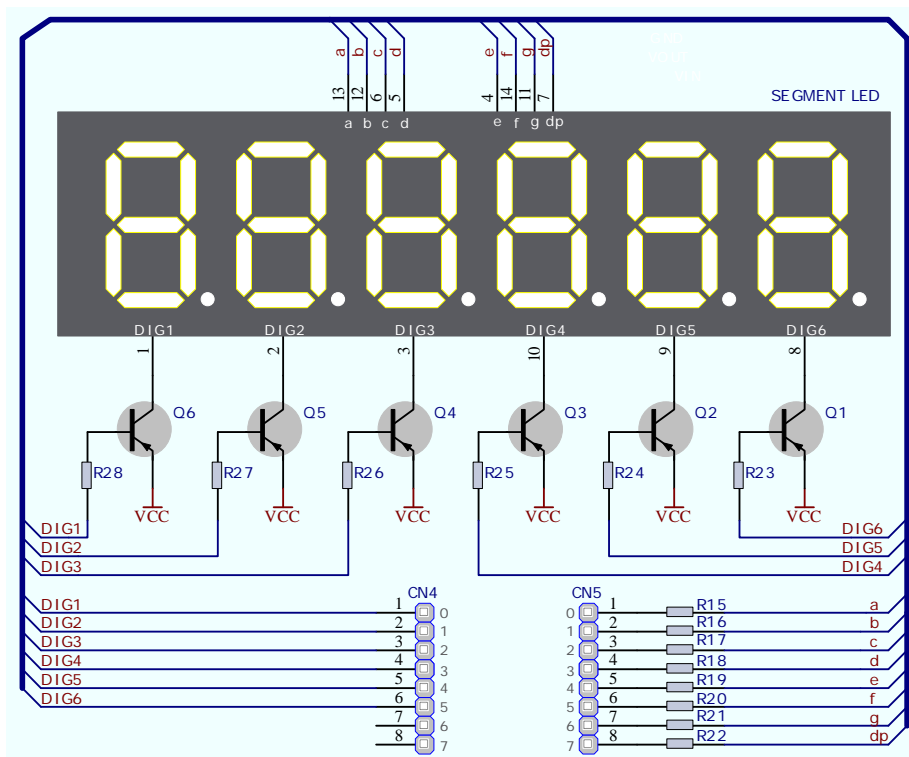 a b c d e f g dp
13 12 6 5 4 14 11 7
SEGMENT LED
a b c d e f g dp
DIG1 DIG2 DIG3 DIG4 DIG5 DIG6
1 2 3 10 9 8
Q6 Q5 Q4 Q3 Q2 Q1
R28 R27 R26 R25 R24 R23
VCC VCC VCC VCC VCC VCC
DIG1 DIG6
DIG2 DIG5
DIG3 DIG4
CN4 CN5
DIG1 1 0 0 1 R15 a
DIG2 2 1 1 2 R16 b
DIG3 3 2 2 3 R17 c
DIG4 4 3 3 4 R18 d
DIG5 5 4 4 5 R19 e
DIG6 6 5 5 6 R20 f
7 6 6 7 R21 g
8 7 7 8 R22 dp